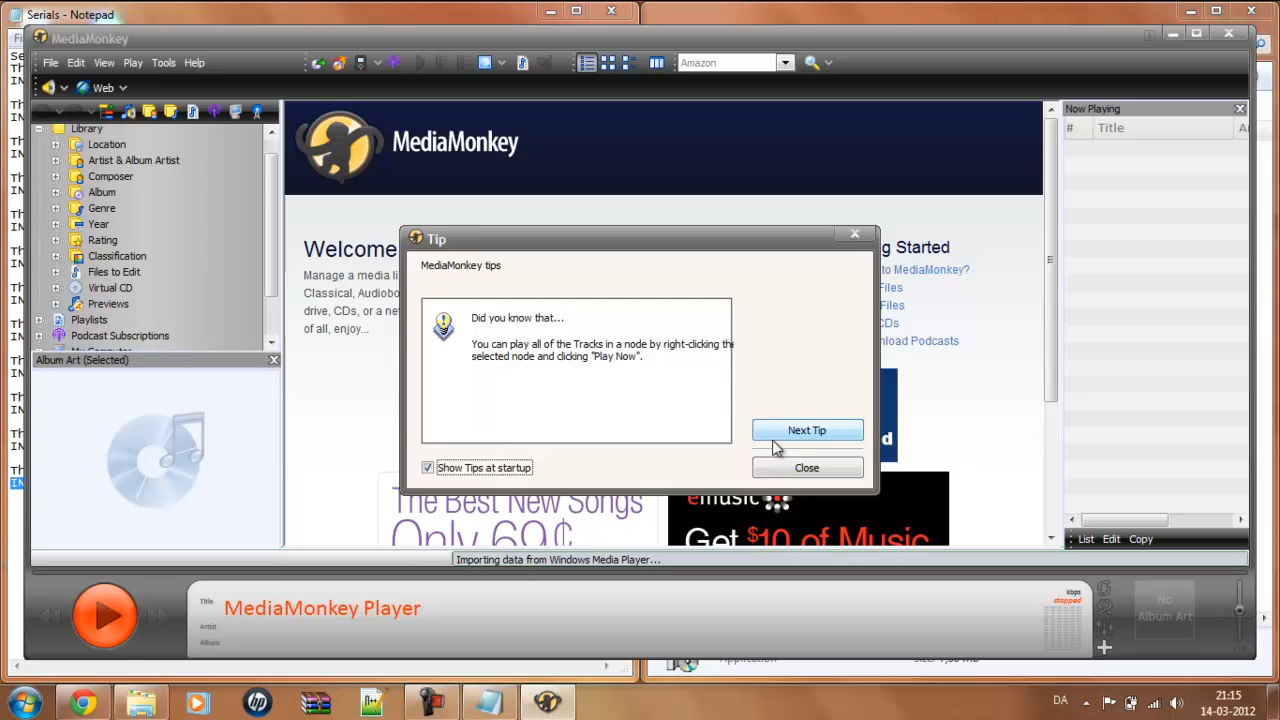 Serials - Notepad
MediaMonkey
File Edit View Play Tools Help
Amazon
Web
Library
Location
Artist & Album Artist
Composer
Album
Genre
Year
Rating
Classification
Files to Edit
Virtual CD
Previews
Playlists
Podcast Subscriptions
Album Art (Selected)
MediaMonkey
Welcome
Manage a media li
Classical, Audiobo
drive, CDs, or a ne
of all, enjoy...
g Started
to MediaMonkey?
Files
Files
CDs
nload Podcasts
Tip
MediaMonkey tips
Did you know that...
You can play all of the Tracks in a node by right-clicking the
selected node and clicking "Play Now".
Next Tip
Show Tips at startup
Close
The Best New Songs
Only 69¢
emusic
Get $10 of Music
Now Playing
# Title Ar
List Edit Copy
Importing data from Windows Media Player...
Title MediaMonkey Player
Artist
Album
kbps
stopped
No
Album Art
DA
21:15
14-03-2012